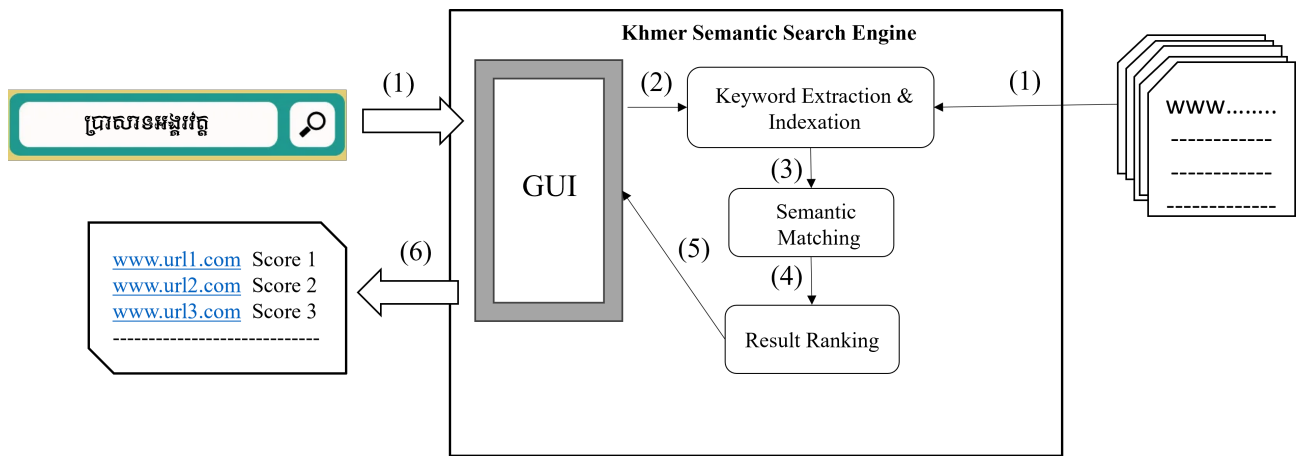 Khmer Semantic Search Engine
ប្រាសាទអង្គរវត្ត
(1)
GUI
(2)
Keyword Extraction &
Indexation
(1)
www........
-------------
-------------
-------------
(3)
Semantic
Matching
(4)
Result Ranking
(5)
(6)
www.url1.com Score 1
www.url2.com Score 2
www.url3.com Score 3
-----------------------------